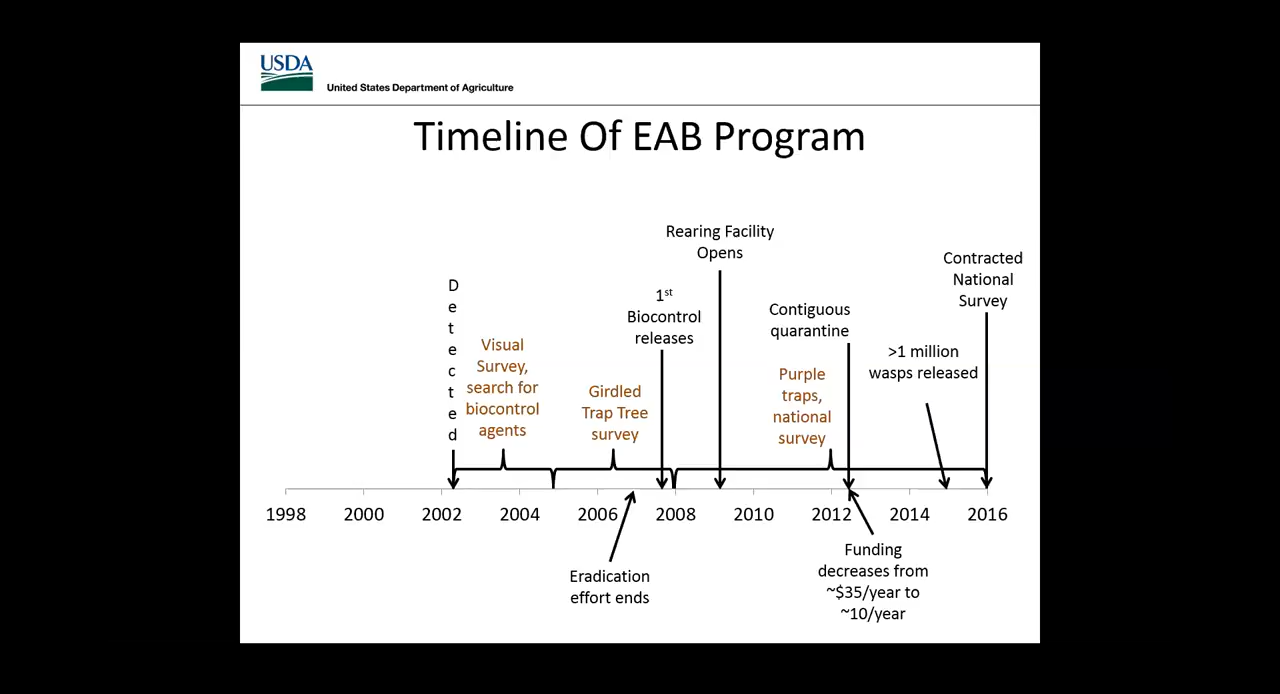 USDA
United States Department of Agriculture
Timeline Of EAB Program
Detected
Visual
Survey,
search for
biocontrol
agents
Girdled
Trap Tree
survey
1st
Biocontrol
releases
Rearing Facility
Opens
Contiguous
quarantine
Purple
traps,
national
survey
>1 million
wasps released
Contracted
National
Survey
1998
2000
2002
2004
2006
2008
2010
2012
2014
2016
Eradication
effort ends
Funding
decreases from
~$35/year to
~10/year